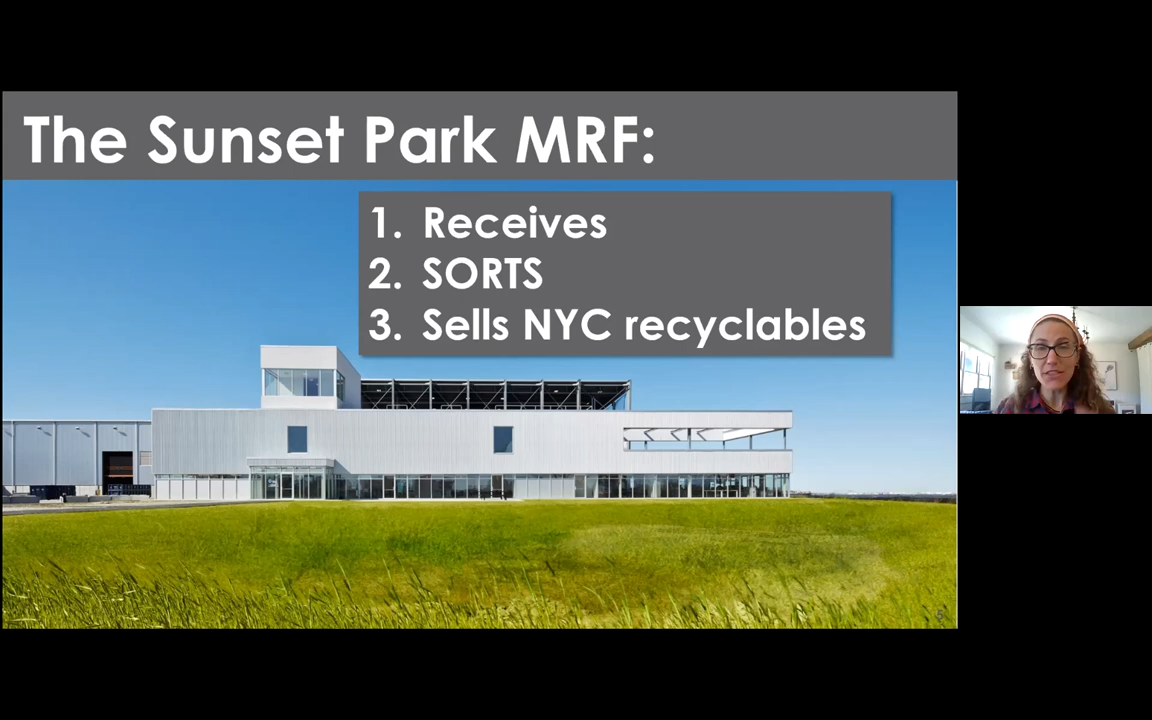 The Sunset Park MRF:
1. Receives
2. SORTS
3. Sells NYC recyclables